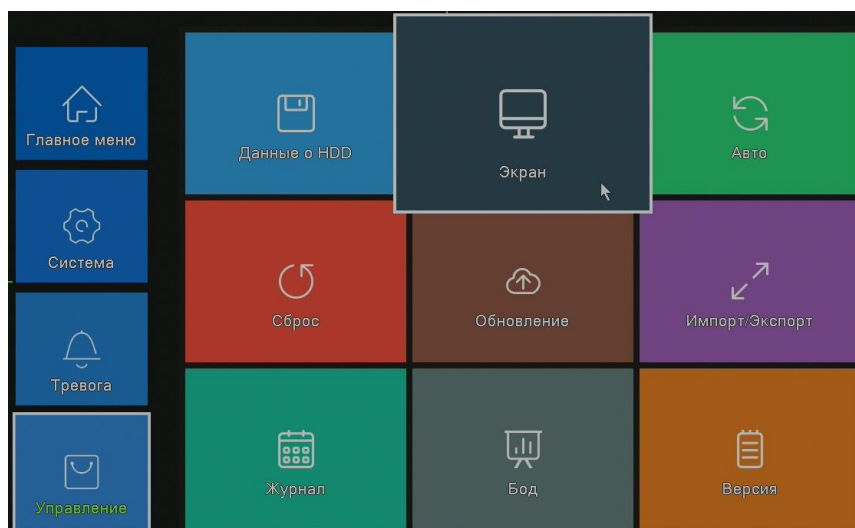 Главное меню
Система
Тревога
Управление
Данные о HDD
Экран
Авто
Сброс
Обновление
Импорт/Экспорт
Журнал
Бод
Версия